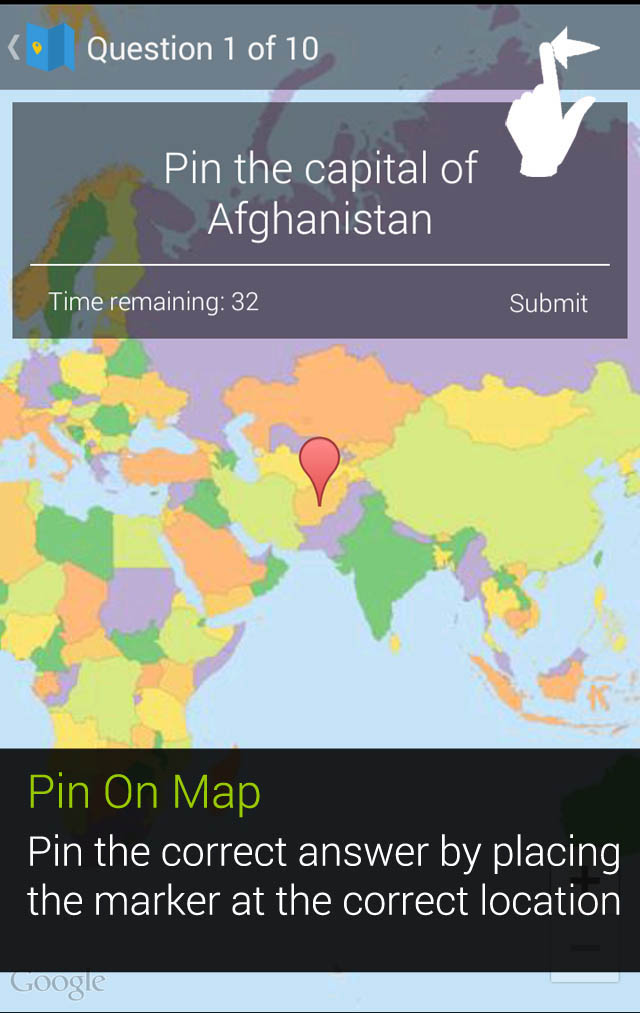 Question 1 of 10
Pin the capital of
Afghanistan
Time remaining: 32
Submit
Pin On Map
Pin the correct answer by placing
the marker at the correct location
+
−
Google